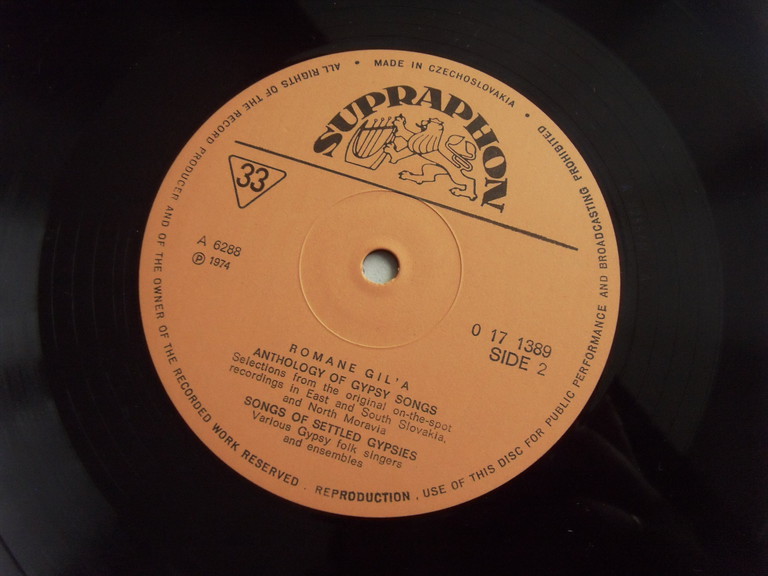 SUPRAPHON
33
A 6288
Ⓟ 1974
0 17 1389
SIDE 2
ROMANE GIL'A
ANTHOLOGY OF GYPSY SONGS
Selections from the original on-the-spot
recordings in East and South Slovakia,
and North Moravia
SONGS OF SETTLED GYPSIES
Various Gypsy folk singers
and ensembles
ALL RIGHTS OF THE RECORD PRODUCER AND OF THE OWNER OF THE RECORDED WORK RESERVED . REPRODUCTION , USE OF THIS DISC FOR PUBLIC PERFORMANCE AND BROADCASTING PROHIBITED • MADE IN CZECHOSLOVAKIA •